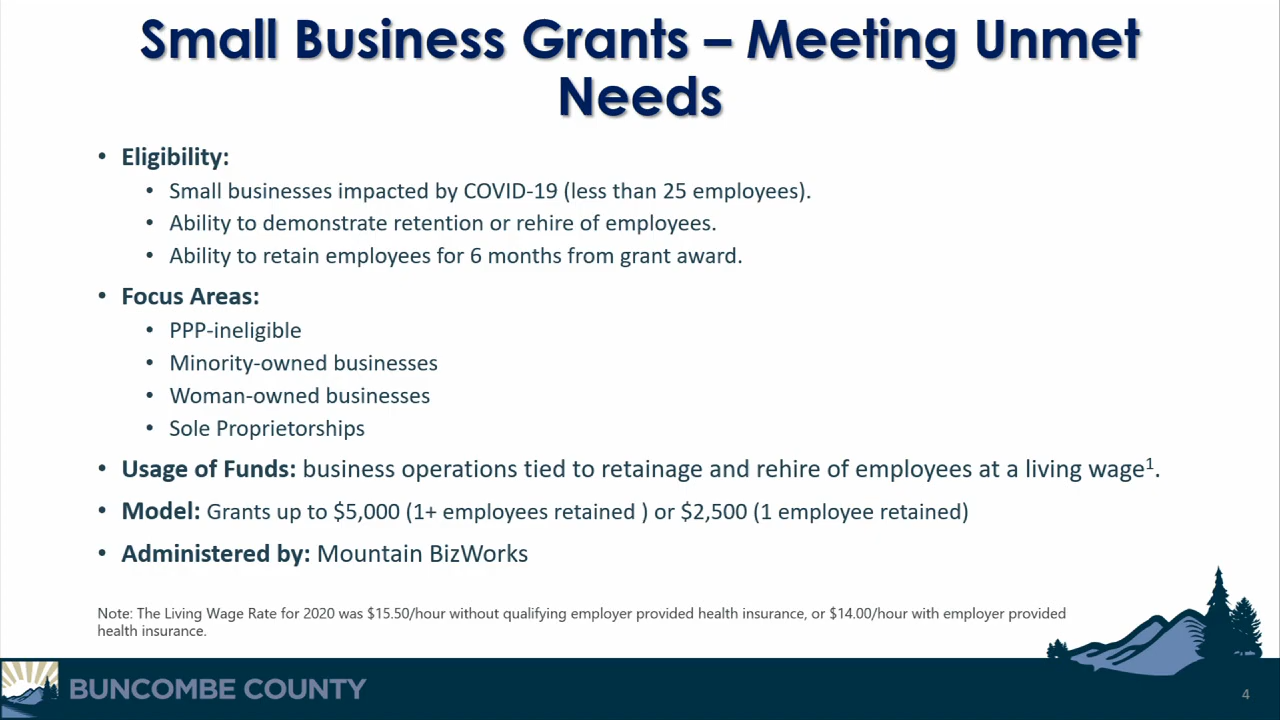 Small Business Grants – Meeting Unmet
Needs
• Eligibility:
• Small businesses impacted by COVID-19 (less than 25 employees).
• Ability to demonstrate retention or rehire of employees.
• Ability to retain employees for 6 months from grant award.
• Focus Areas:
• PPP-ineligible
• Minority-owned businesses
• Woman-owned businesses
• Sole Proprietorships
• Usage of Funds: business operations tied to retainage and rehire of employees at a living wage¹.
• Model: Grants up to $5,000 (1+ employees retained ) or $2,500 (1 employee retained)
• Administered by: Mountain BizWorks
Note: The Living Wage Rate for 2020 was $15.50/hour without qualifying employer provided health insurance, or $14.00/hour with employer provided
health insurance.
BUNCOMBE COUNTY
4